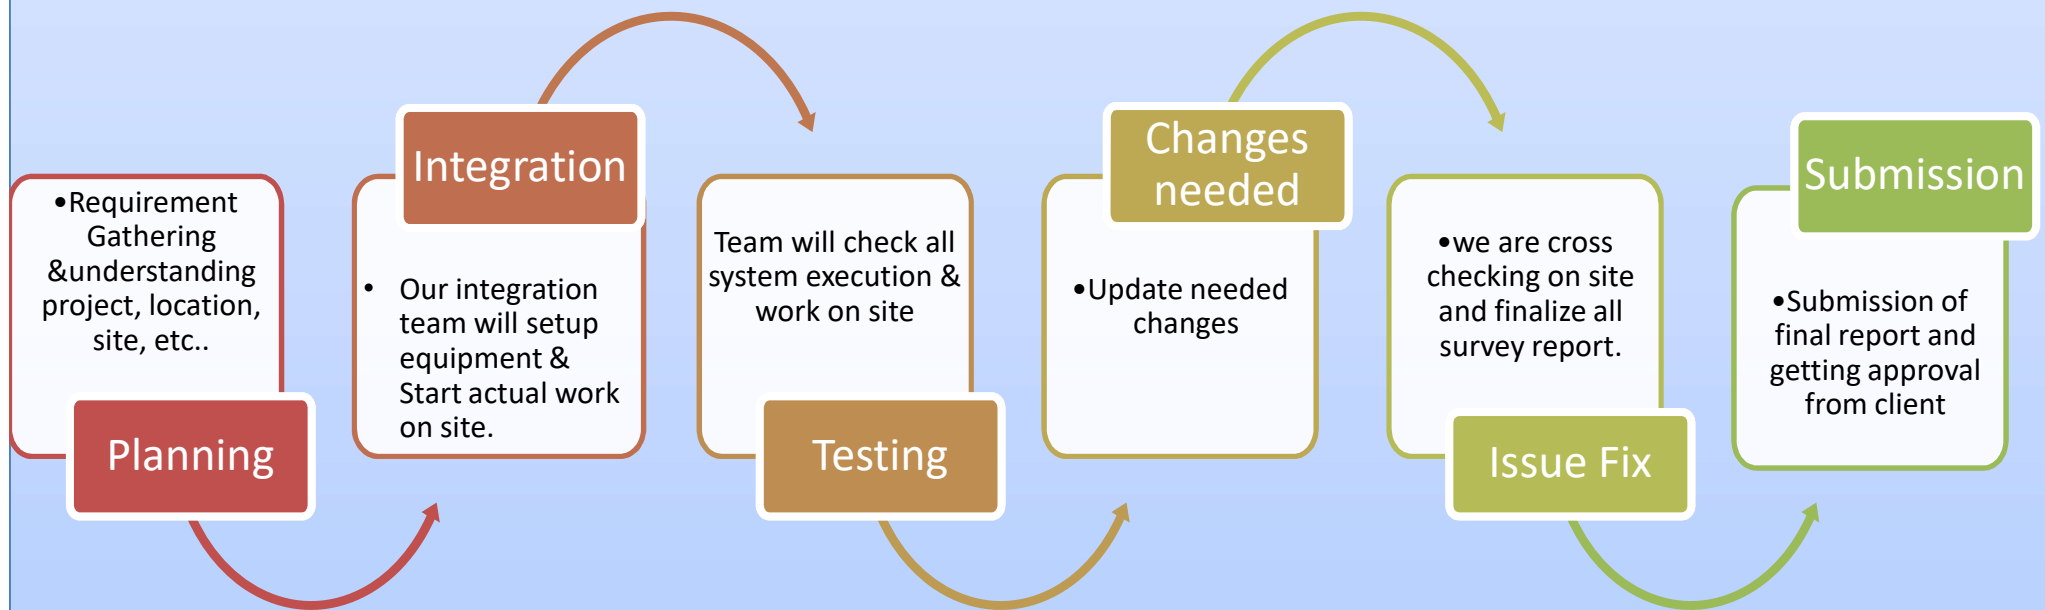 •Requirement
Gathering
&understanding
project, location,
site, etc..
Planning
Integration
• Our integration
team will setup
equipment &
Start actual work
on site.
Team will check all
system execution &
work on site
Testing
Changes
needed
•Update needed
changes
•we are cross
checking on site
and finalize all
survey report.
Issue Fix
Submission
•Submission of
final report and
getting approval
from client